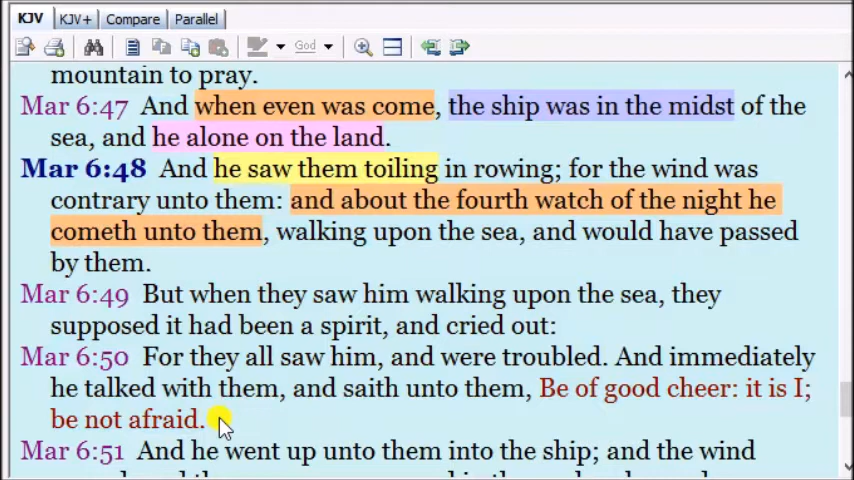 KJV KJV+ Compare Parallel
God
mountain to pray.
Mar 6:47 And when even was come, the ship was in the midst of the
sea, and he alone on the land.
Mar 6:48 And he saw them toiling in rowing; for the wind was
contrary unto them: and about the fourth watch of the night he
cometh unto them, walking upon the sea, and would have passed
by them.
Mar 6:49 But when they saw him walking upon the sea, they
supposed it had been a spirit, and cried out:
Mar 6:50 For they all saw him, and were troubled. And immediately
he talked with them, and saith unto them, Be of good cheer: it is I;
be not afraid.
Mar 6:51 And he went up unto them into the ship; and the wind